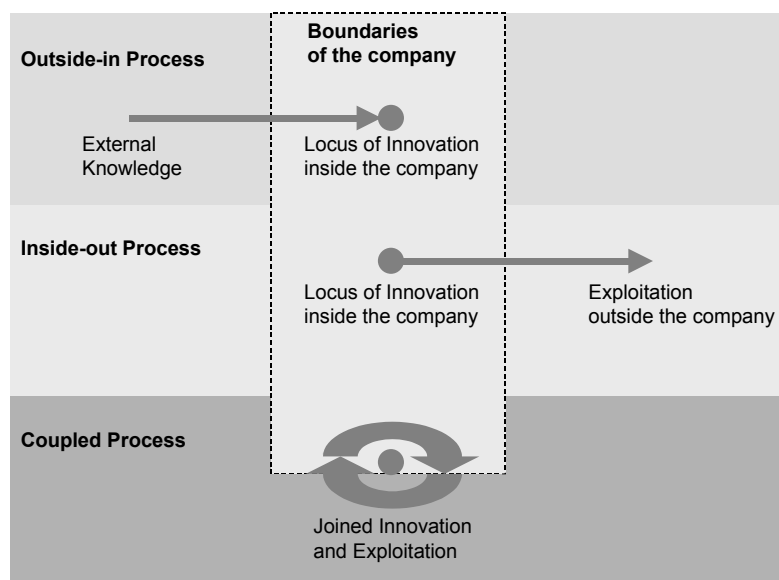 Boundaries
of the company
Outside-in Process
External
Knowledge
Locus of Innovation
inside the company
Inside-out Process
Locus of Innovation
inside the company
Exploitation
outside the company
Coupled Process
Joined Innovation
and Exploitation